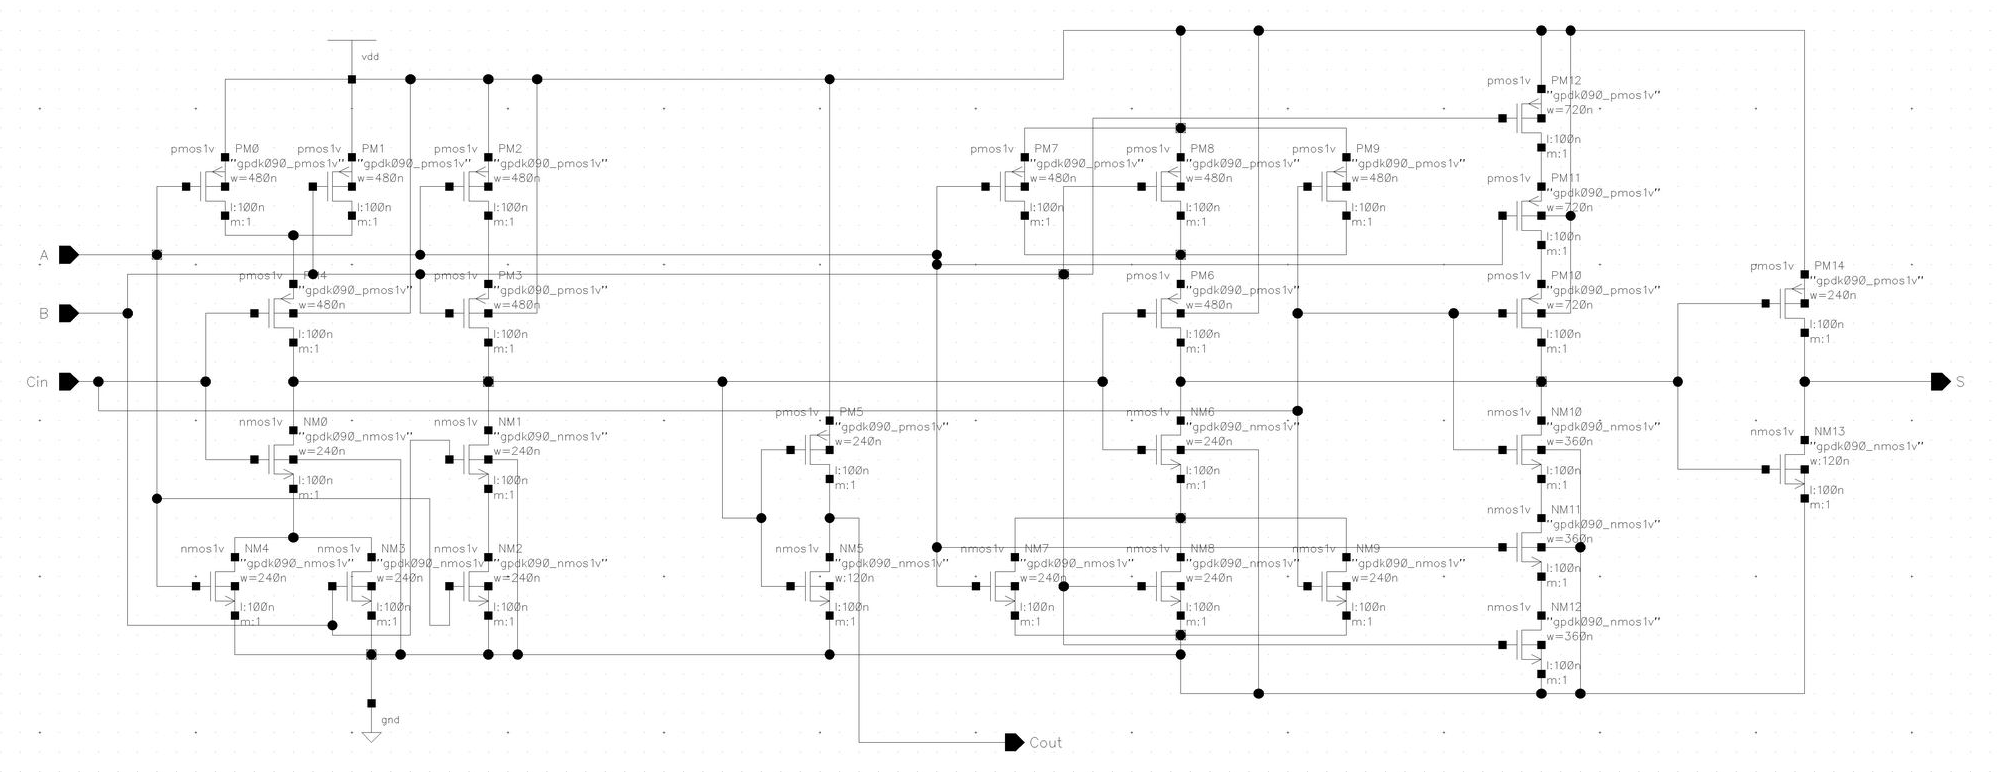 vdd
pmos1v PM12
"gpdk090_pmos1v"
w=720n
l:100n
m:1
pmos1v PM0
"gpdk090_pmos1v"
w=480n
l:100n
m:1
pmos1v PM1
"gpdk090_pmos1v"
w=480n
l:100n
m:1
pmos1v PM2
"gpdk090_pmos1v"
w=480n
l:100n
m:1
pmos1v PM7
"gpdk090_pmos1v"
w=480n
l:100n
m:1
pmos1v PM8
"gpdk090_pmos1v"
w=480n
l:100n
m:1
pmos1v PM9
"gpdk090_pmos1v"
w=480n
l:100n
m:1
pmos1v PM11
"gpdk090_pmos1v"
w=720n
l:100n
m:1
A
pmos1v
"gpdk090_pmos1v"
w=480n
l:100n
m:1
pmos1v PM3
"gpdk090_pmos1v"
w=480n
l:100n
m:1
pmos1v PM6
"gpdk090_pmos1v"
w=480n
l:100n
m:1
pmos1v PM10
"gpdk090_pmos1v"
w=720n
l:100n
m:1
pmos1v PM14
"gpdk090_pmos1v"
w=240n
l:100n
m:1
B
Cin
S
nmos1v NM0
"gpdk090_nmos1v"
w=240n
l:100n
m:1
nmos1v NM1
"gpdk090_nmos1v"
w=240n
l:100n
m:1
pmos1v PM5
"gpdk090_pmos1v"
w=240n
l:100n
m:1
nmos1v NM6
"gpdk090_nmos1v"
w=240n
l:100n
m:1
nmos1v NM10
"gpdk090_nmos1v"
w=360n
l:100n
m:1
nmos1v NM13
"gpdk090_nmos1v"
w:120n
l:100n
m:1
nmos1v NM11
"gpdk090_nmos1v"
w=360n
l:100n
m:1
nmos1v NM4
"gpdk090_nmos1v"
w=240n
l:100n
m:1
nmos1v NM3
"gpdk090_nmos1v"
w=240n
l:100n
m:1
nmos1v NM2
"gpdk090_nmos1v"
w=240n
l:100n
m:1
nmos1v NM5
"gpdk090_nmos1v"
w:120n
l:100n
m:1
nmos1v NM7
"gpdk090_nmos1v"
w=240n
l:100n
m:1
nmos1v NM8
"gpdk090_nmos1v"
w=240n
l:100n
m:1
nmos1v NM9
"gpdk090_nmos1v"
w=240n
l:100n
m:1
nmos1v NM12
"gpdk090_nmos1v"
w=360n
l:100n
m:1
gnd
Cout